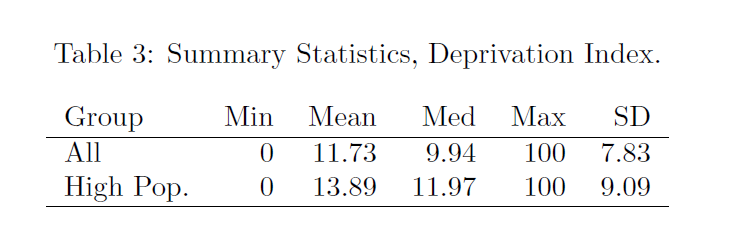 Table 3: Summary Statistics, Deprivation Index.
Group Min Mean Med Max SD
All 0 11.73 9.94 100 7.83
High Pop. 0 13.89 11.97 100 9.09